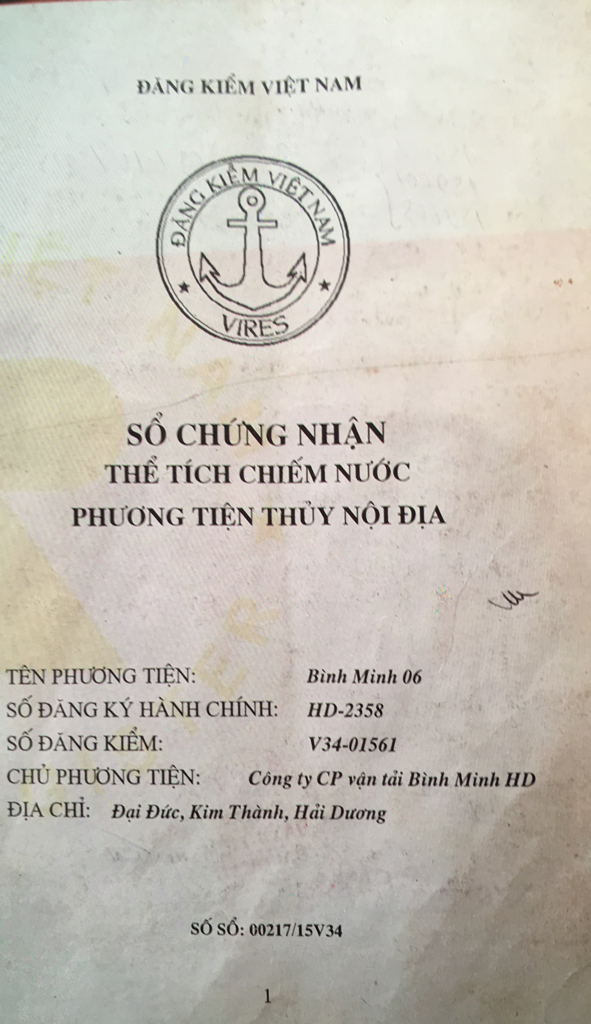 ĐĂNG KIỂM VIỆT NAM
ĐĂNG KIỂM VIỆT NAM
VIRES
SỔ CHỨNG NHẬN
THỂ TÍCH CHIẾM NƯỚC
PHƯƠNG TIỆN THỦY NỘI ĐỊA
TÊN PHƯƠNG TIỆN: Bình Minh 06
SỐ ĐĂNG KÝ HÀNH CHÍNH: HD-2358
SỐ ĐĂNG KIỂM: V34-01561
CHỦ PHƯƠNG TIỆN: Công ty CP vận tải Bình Minh HD
ĐỊA CHỈ: Đại Đức, Kim Thành, Hải Dương
SỐ SỔ: 00217/15V34
1